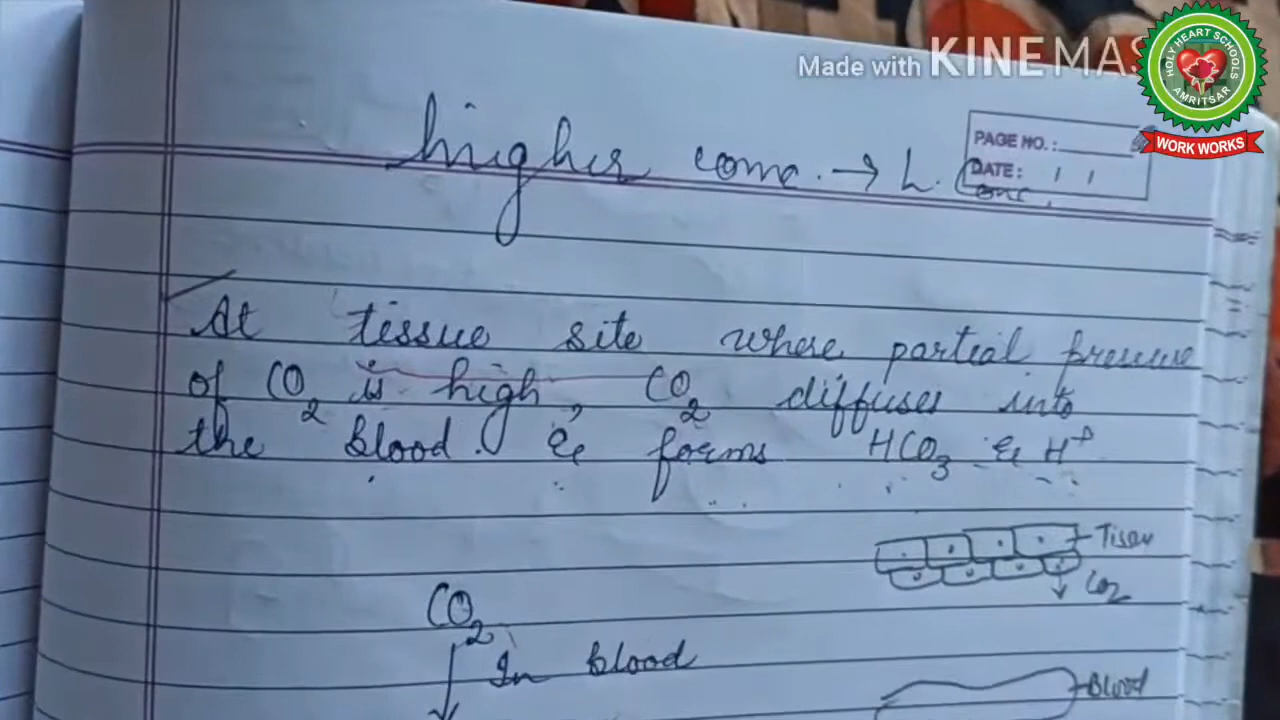 Made with KINEMAS
HOLY HEART SCHOOLS
AMRITSAR
WORK WORKS
PAGE NO.:
DATE:
higher conc. → L. Conc.
At tissue site where partial pressure
of CO2 is high, CO2 diffuses into
the blood. & forms HCO3 & H+
Tissu
CO2
CO2
In blood
Blood